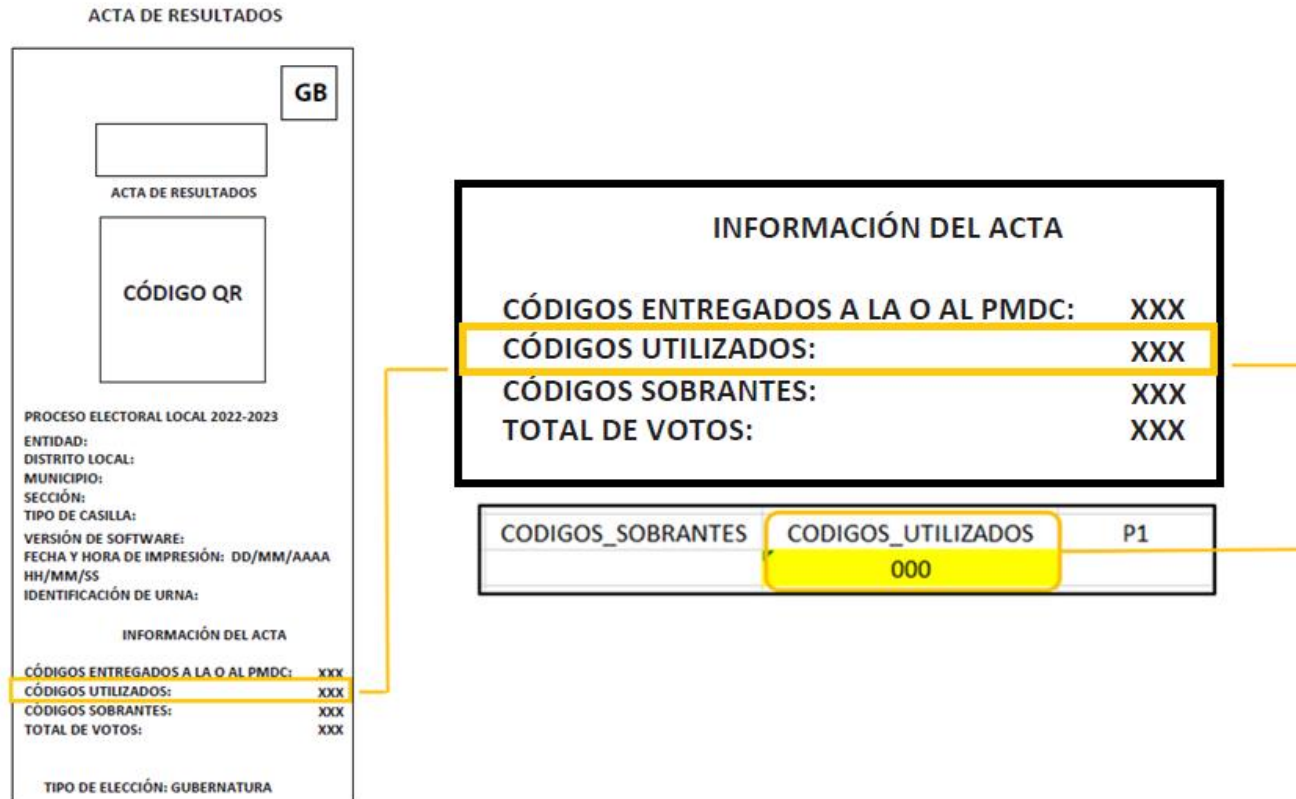 ACTA DE RESULTADOS
GB
ACTA DE RESULTADOS
CÓDIGO QR
PROCESO ELECTORAL LOCAL 2022-2023
ENTIDAD:
DISTRITO LOCAL:
MUNICIPIO:
SECCIÓN:
TIPO DE CASILLA:
VERSIÓN DE SOFTWARE:
FECHA Y HORA DE IMPRESIÓN: DD/MM/AAAA
HH/MM/SS
IDENTIFICACIÓN DE URNA:
INFORMACIÓN DEL ACTA
CÓDIGOS ENTREGADOS A LA O AL PMDC: XXX
CÓDIGOS UTILIZADOS: XXX
CÓDIGOS SOBRANTES: XXX
TOTAL DE VOTOS: XXX
TIPO DE ELECCIÓN: GUBERNATURA
INFORMACIÓN DEL ACTA
CÓDIGOS ENTREGADOS A LA O AL PMDC: XXX
CÓDIGOS UTILIZADOS: XXX
CÓDIGOS SOBRANTES: XXX
TOTAL DE VOTOS: XXX
CODIGOS_SOBRANTES CODIGOS_UTILIZADOS P1
000